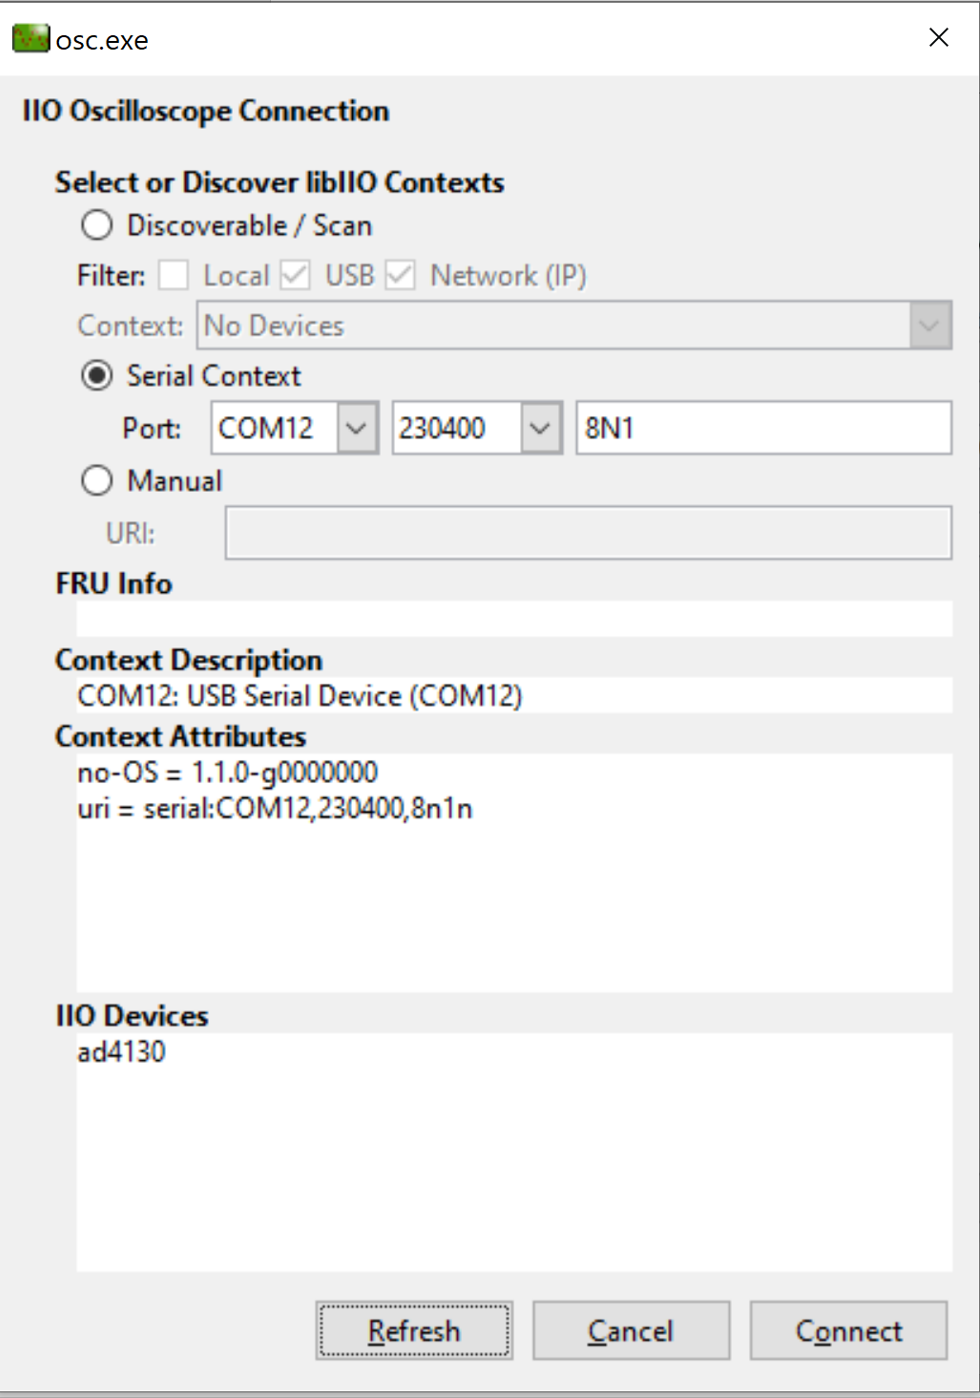 osc.exe
IIO Oscilloscope Connection
Select or Discover libIIO Contexts
Discoverable / Scan
Filter: Local USB Network (IP)
Context: No Devices
Serial Context
Port: COM12 230400 8N1
Manual
URI:
FRU Info
Context Description
COM12: USB Serial Device (COM12)
Context Attributes
no-OS = 1.1.0-g0000000
uri = serial:COM12,230400,8n1n
IIO Devices
ad4130
Refresh Cancel Connect